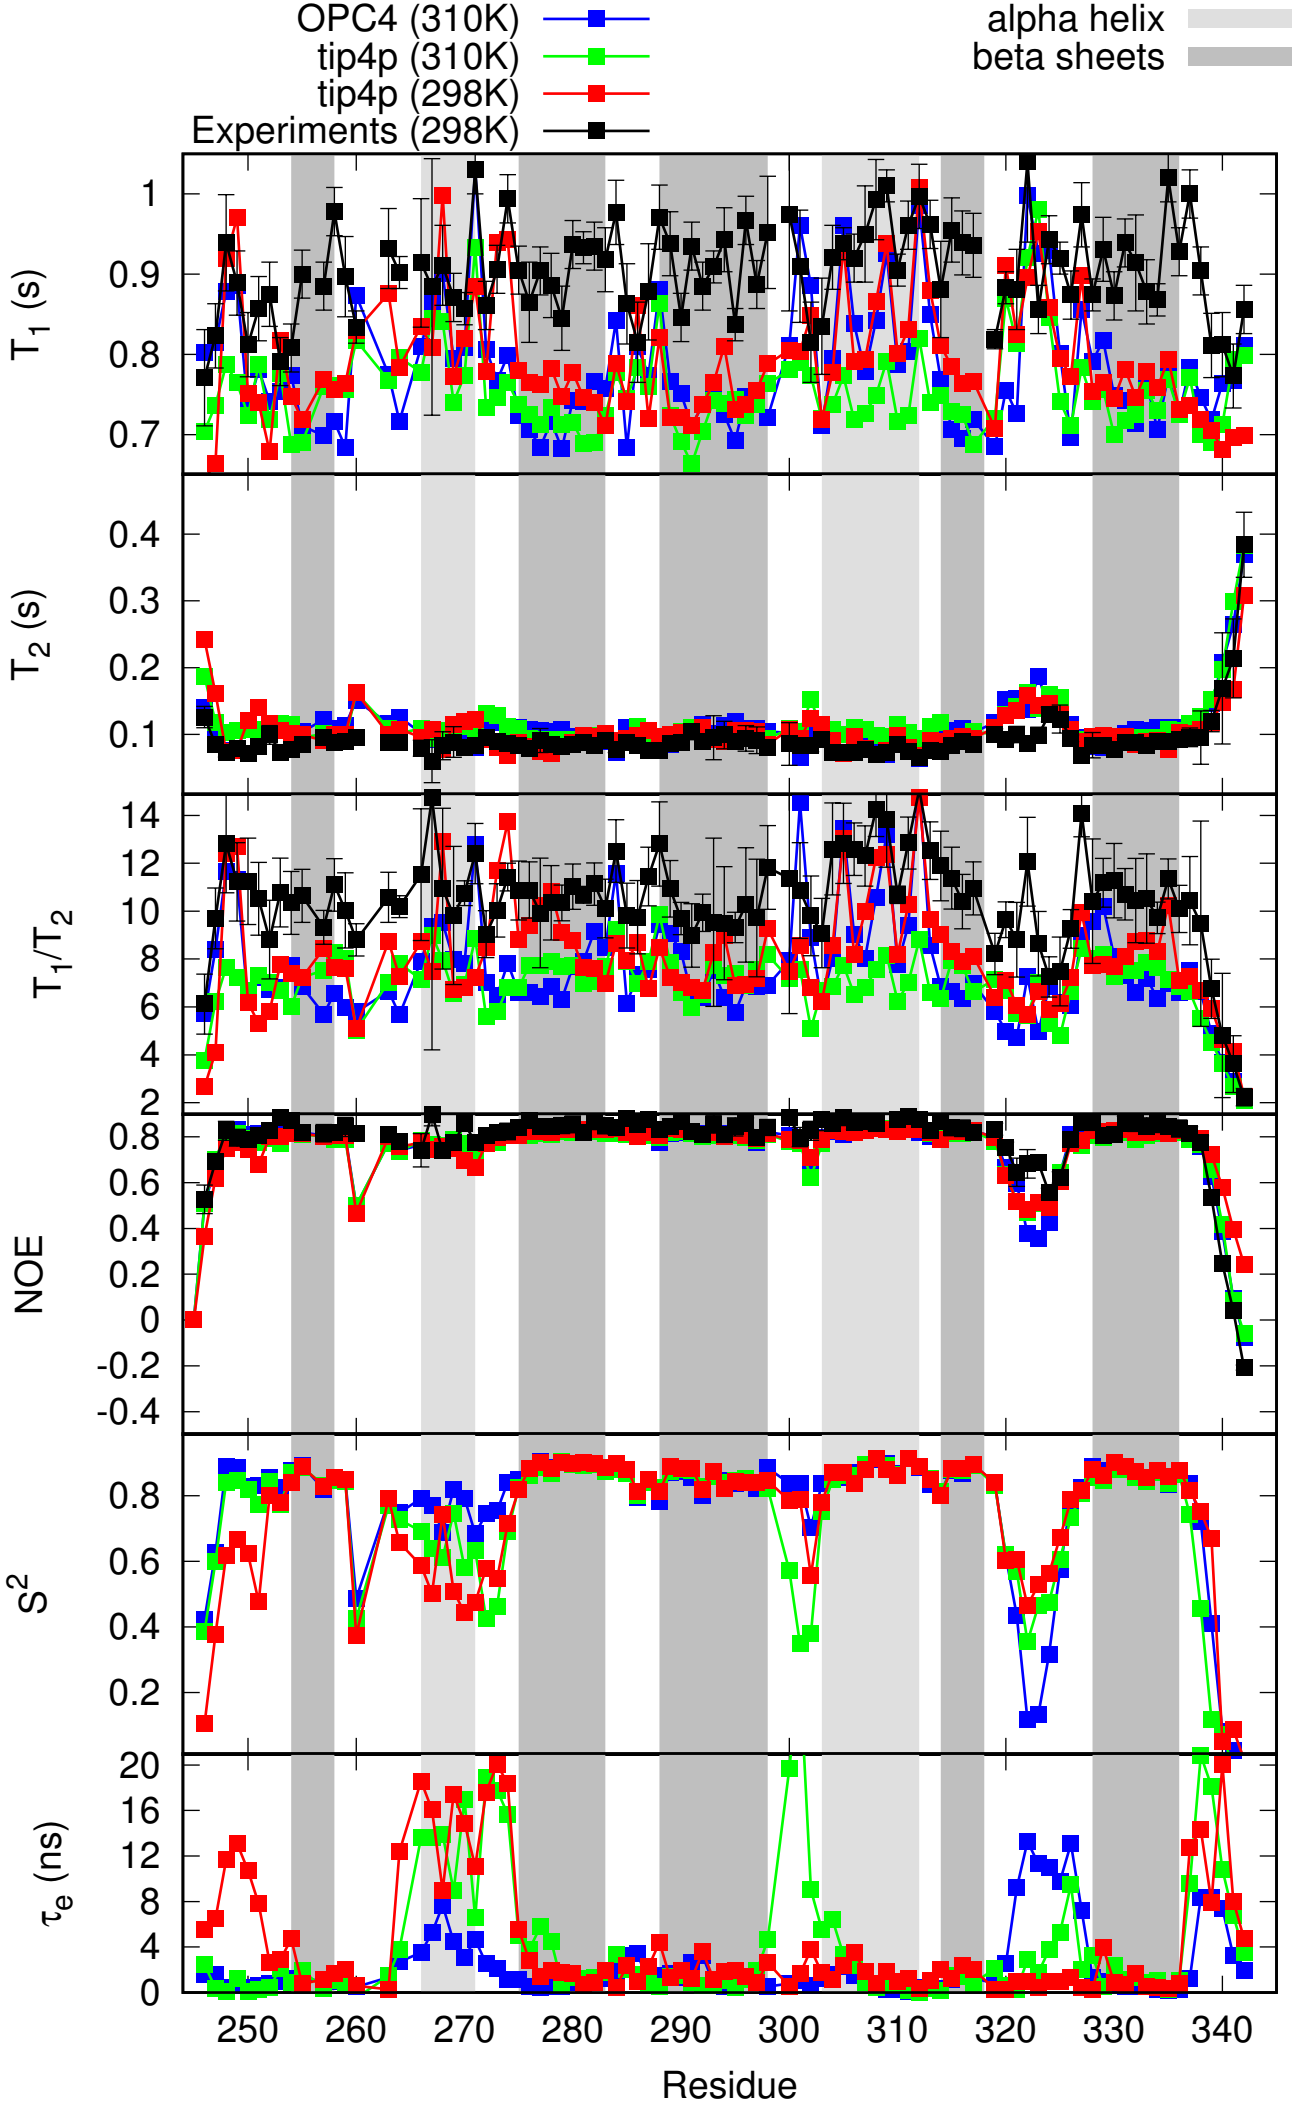 OPC4 (310K)
tip4p (310K)
tip4p (298K)
Experiments (298K)
alpha helix
beta sheets
T1 (s)
1
0.9
0.8
0.7
T2 (s)
0.4
0.3
0.2
0.1
T1/T2
14
12
10
8
6
4
2
NOE
0.8
0.6
0.4
0.2
0
-0.2
-0.4
S2
0.8
0.6
0.4
0.2
τe (ns)
20
16
12
8
4
0
250 260 270 280 290 300 310 320 330 340
Residue